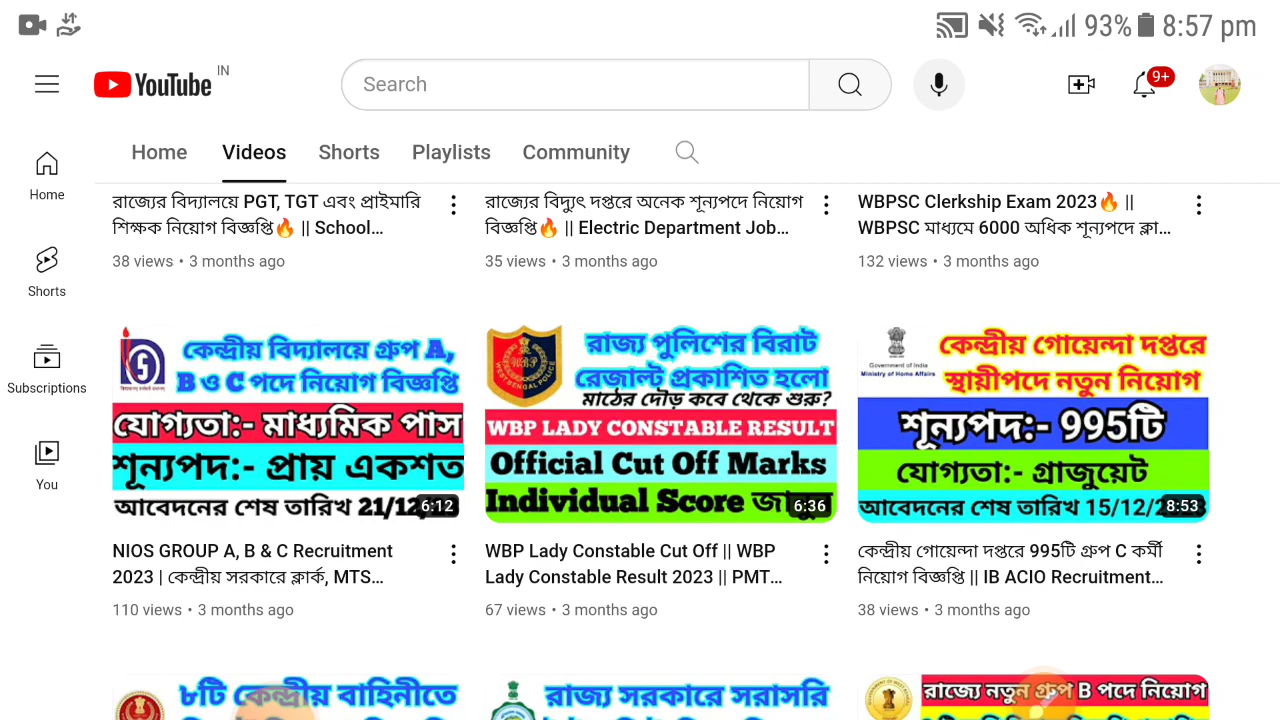 93% 8:57 pm
YouTube IN
Search
9+
Home
Videos
Shorts
Playlists
Community
Home
Shorts
Subscriptions
You
রাজ্যের বিদ্যালয়ে PGT, TGT এবং প্রাইমারি
শিক্ষক নিয়োগ বিজ্ঞপ্তি🔥 || School...
38 views • 3 months ago
রাজ্যের বিদ্যুৎ দপ্তরে অনেক শূন্যপদে নিয়োগ
বিজ্ঞপ্তি🔥 || Electric Department Job...
35 views • 3 months ago
WBPSC Clerkship Exam 2023🔥 ||
WBPSC মাধ্যমে 6000 অধিক শূন্যপদে ক্লা...
132 views • 3 months ago
কেন্দ্রীয় বিদ্যালয়ে গ্রুপ A,
B ও C পদে নিয়োগ বিজ্ঞপ্তি
যোগ্যতা:- মাধ্যমিক পাস
শূন্যপদ:- প্রায় একশত
আবেদনের শেষ তারিখ 21/12/
6:12
NIOS GROUP A, B & C Recruitment
2023 | কেন্দ্রীয় সরকারে ক্লার্ক, MTS...
110 views • 3 months ago
WEST BENGAL POLICE
রাজ্য পুলিশের বিরাট
রেজাল্ট প্রকাশিত হলো
মাঠের দৌড় কবে থেকে শুরু?
WBP LADY CONSTABLE RESULT
Official Cut Off Marks
Individual Score জানুন
6:36
WBP Lady Constable Cut Off || WBP
Lady Constable Result 2023 || PMT...
67 views • 3 months ago
Government of India
Ministry of Home Affairs
কেন্দ্রীয় গোয়েন্দা দপ্তরে
স্থায়ীপদে নতুন নিয়োগ
শূন্যপদ:- 995টি
যোগ্যতা:- গ্রাজুয়েট
আবেদনের শেষ তারিখ 15/12/2
8:53
কেন্দ্রীয় গোয়েন্দা দপ্তরে 995টি গ্রুপ C কর্মী
নিয়োগ বিজ্ঞপ্তি || IB ACIO Recruitment...
38 views • 3 months ago
৮টি কেন্দ্রীয় বাহিনীতে
রাজ্য সরকারে সরাসরি
রাজ্যে নতুন গ্রুপ B পদে নিয়োগ